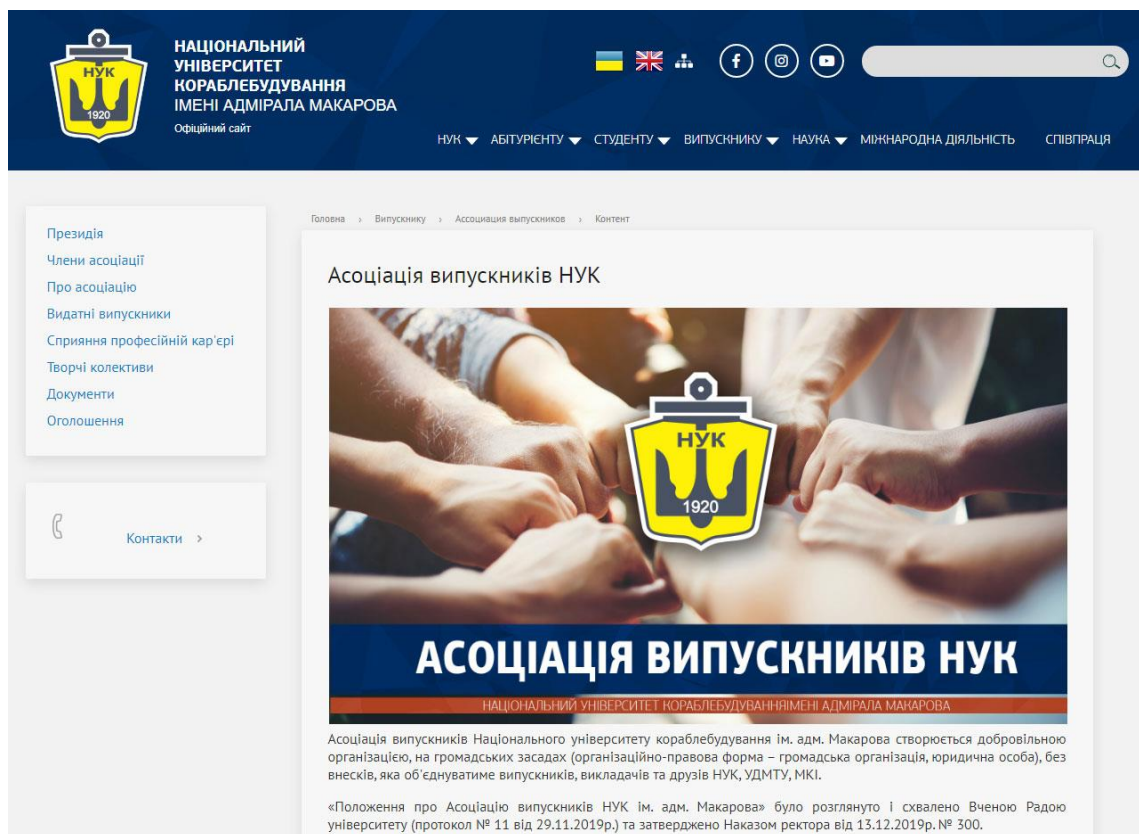 НУК
1920
НАЦІОНАЛЬНИЙ
УНІВЕРСИТЕТ
КОРАБЛЕБУДУВАННЯ
ІМЕНІ АДМІРАЛА МАКАРОВА
Офіційний сайт
НУК АБІТУРІЄНТУ СТУДЕНТУ ВИПУСКНИКУ НАУКА МІЖНАРОДНА ДІЯЛЬНІСТЬ СПІВПРАЦЯ
Президія
Члени асоціації
Про асоціацію
Видатні випускники
Сприяння професійній кар'єрі
Творчі колективи
Документи
Оголошення
Контакти >
Головна > Випускнику > Ассоциация выпускников > Контент
Асоціація випускників НУК
НУК
1920
АСОЦІАЦІЯ ВИПУСКНИКІВ НУК
НАЦІОНАЛЬНИЙ УНІВЕРСИТЕТ КОРАБЛЕБУДУВАННЯІМЕНІ АДМІРАЛА МАКАРОВА
Асоціація випускників Національного університету кораблебудування ім. адм. Макарова створюється добровільною
організацією, на громадських засадах (організаційно-правова форма – громадська організація, юридична особа), без
внесків, яка об'єднуватиме випускників, викладачів та друзів НУК, УДМТУ, МКІ.
«Положення про Асоціацію випускників НУК ім. адм. Макарова» було розглянуто і схвалено Вченою Радою
університету (протокол № 11 від 29.11.2019р.) та затверджено Наказом ректора від 13.12.2019р. № 300.